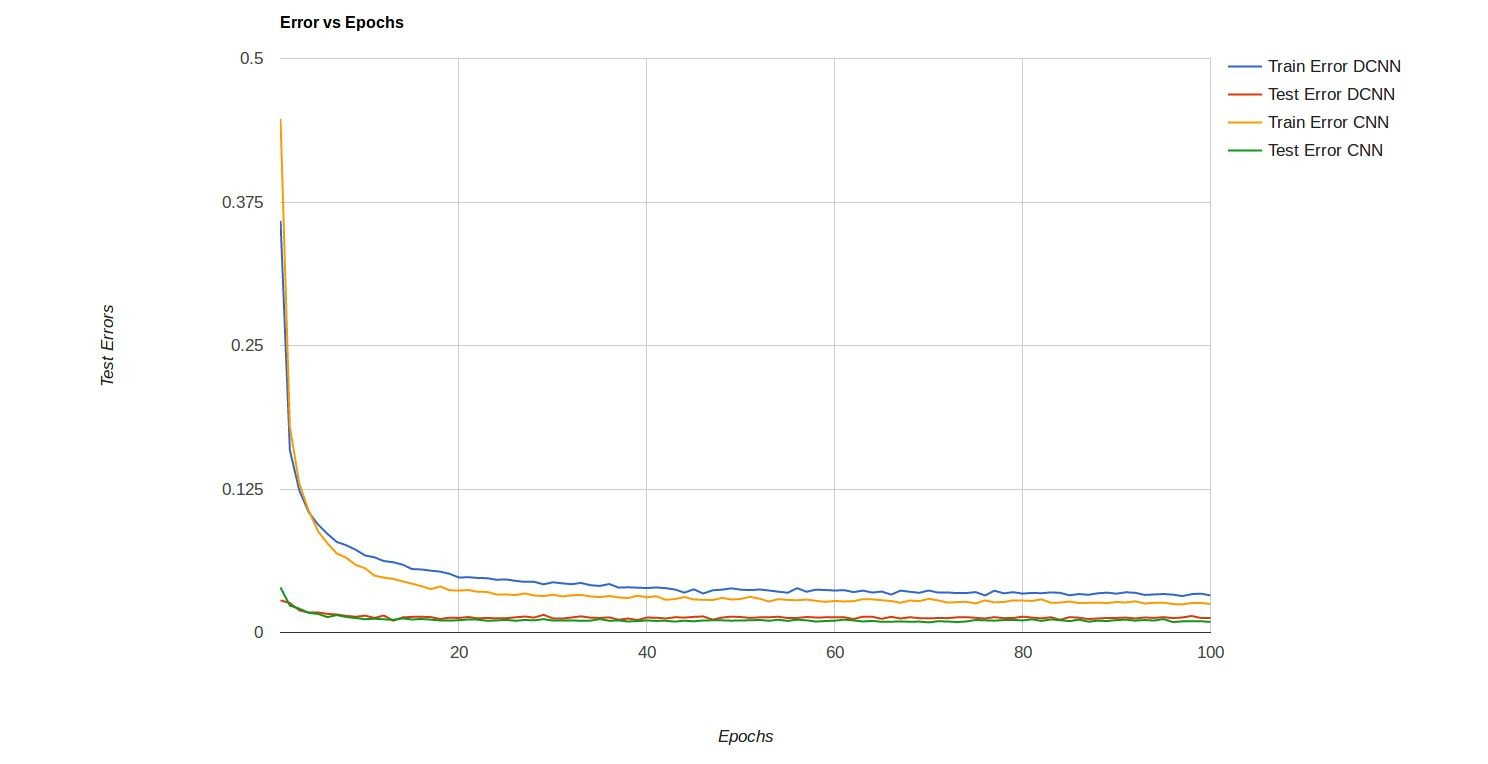 Error vs Epochs
0.5
0.375
0.25
0.125
0
Test Errors
20 40 60 80 100
Epochs
Train Error DCNN
Test Error DCNN
Train Error CNN
Test Error CNN